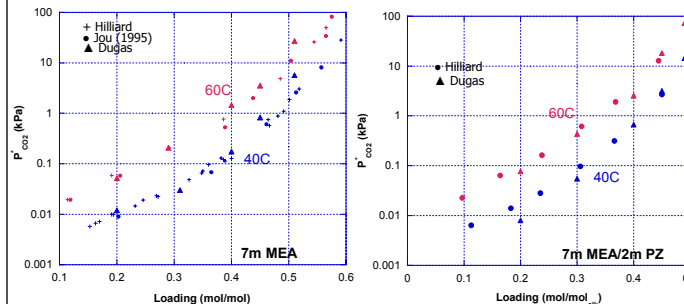 100
10
1
0.1
0.01
0.001
P*CO2 (kPa)
+ Hilliard
Jou (1995)
Dugas
60C
40C
7m MEA
0.1 0.2 0.3 0.4 0.5 0.6
Loading (mol/mol)
100
10
1
0.1
0.01
0.001
P*CO2 (kPa)
Hilliard
Dugas
60C
40C
7m MEA/2m PZ
0 0.1 0.2 0.3 0.4
Loading (mol/mol)